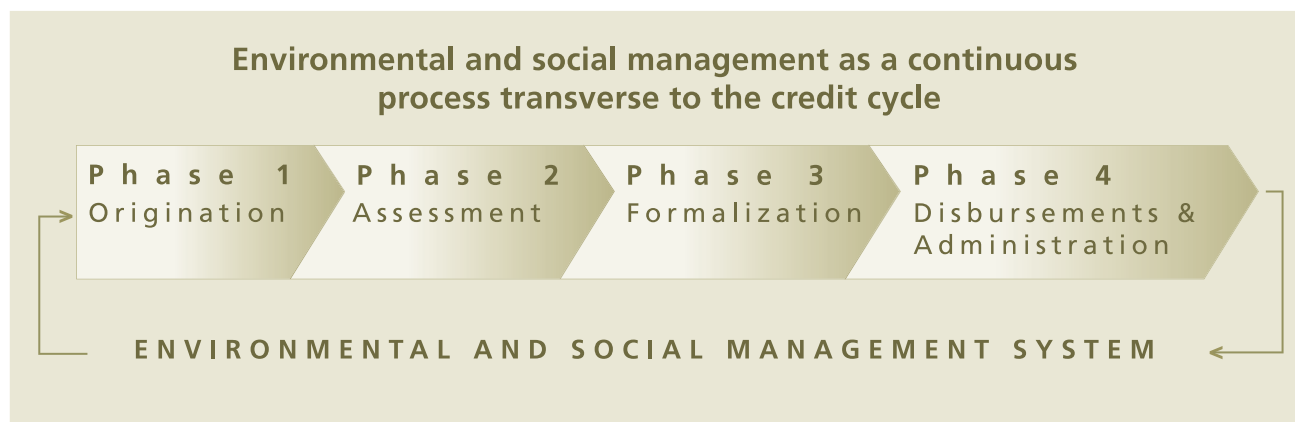 Environmental and social management as a continuous
process transverse to the credit cycle
Phase 1
Origination
Phase 2
Assessment
Phase 3
Formalization
Phase 4
Disbursements &
Administration
ENVIRONMENTAL AND SOCIAL MANAGEMENT SYSTEM